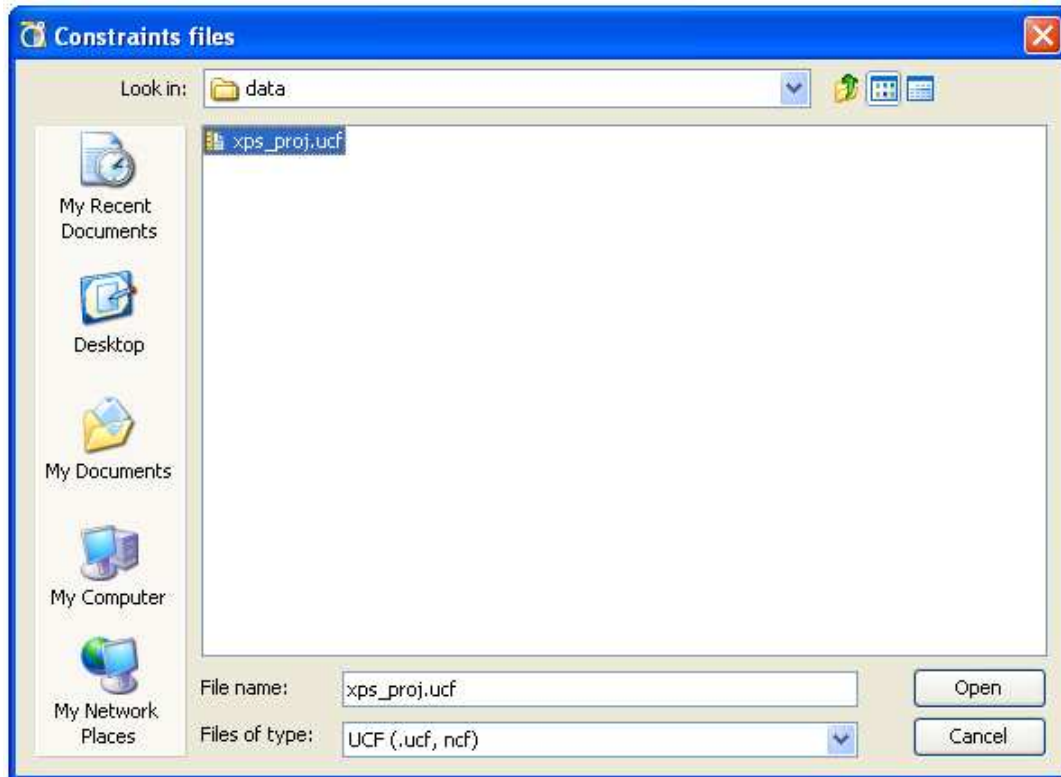 Constraints files
Look in:
data
xps_proj.ucf
My Recent
Documents
Desktop
My Documents
My Computer
My Network
Places
File name:
xps_proj.ucf
Open
Files of type:
UCF (.ucf, ncf)
Cancel